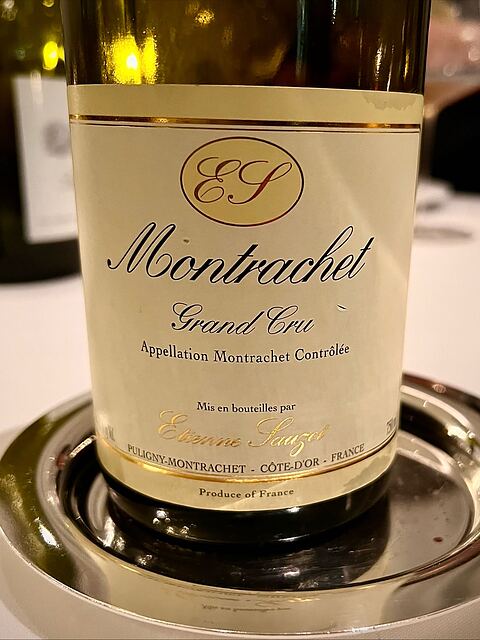 ES
Montrachet
Grand Cru
Appellation Montrachet Contrôlée
Mis en bouteilles par
Etienne Sauzet
PULIGNY-MONTRACHET - CÔTE-D'OR - FRANCE
Produce of France